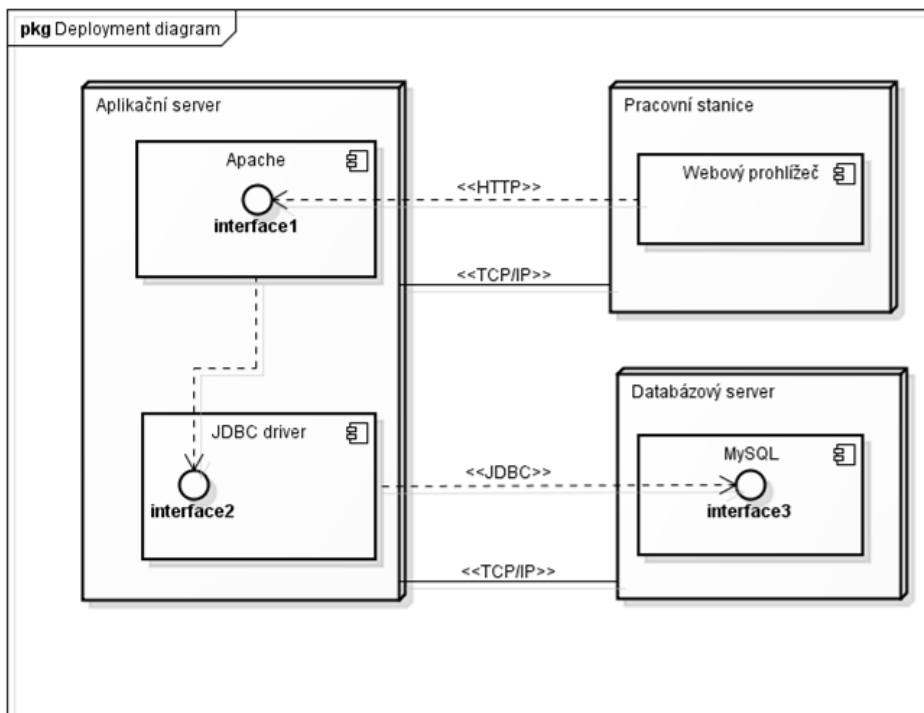 pkg Deployment diagram
Aplikační server
Apache
interface1
JDBC driver
interface2
<<HTTP>>
<<TCP/IP>>
<<JDBC>>
<<TCP/IP>>
Pracovní stanice
Webový prohlížeč
Databázový server
MySQL
interface3